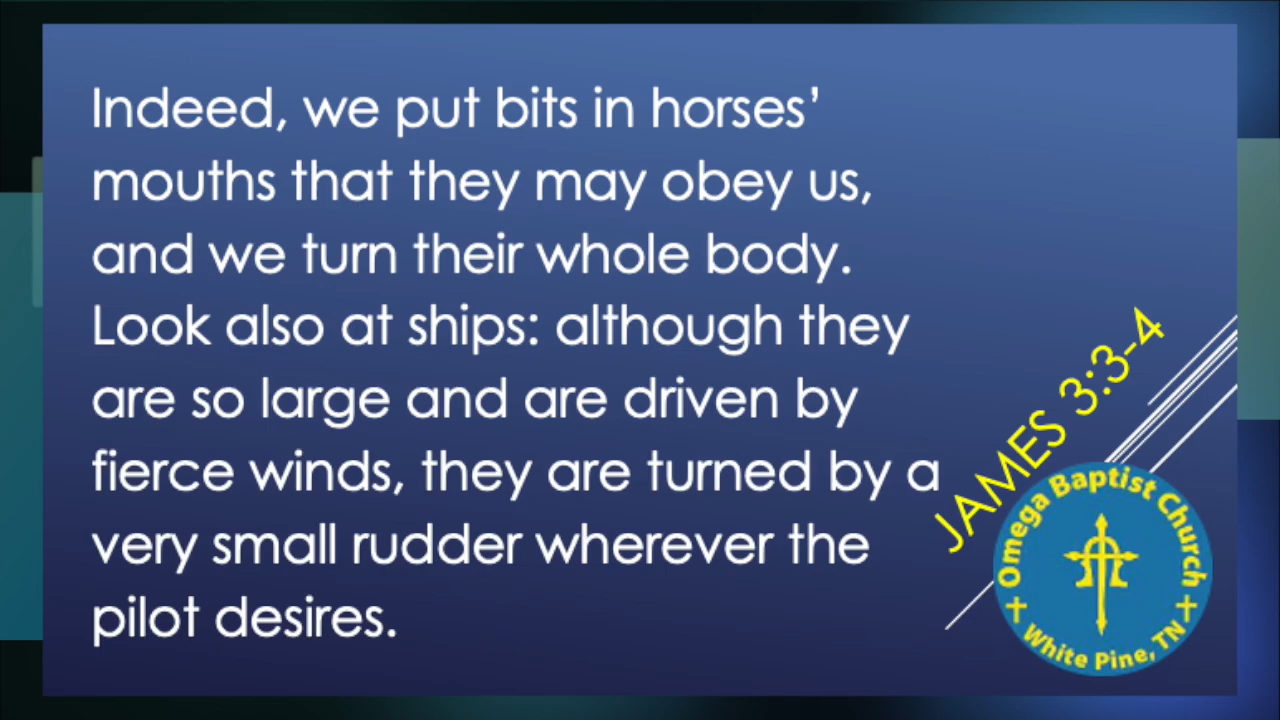 Indeed, we put bits in horses’
mouths that they may obey us,
and we turn their whole body.
Look also at ships: although they
are so large and are driven by
fierce winds, they are turned by a
very small rudder wherever the
pilot desires.
JAMES 3:3-4
Omega Baptist Church
White Pine, TN